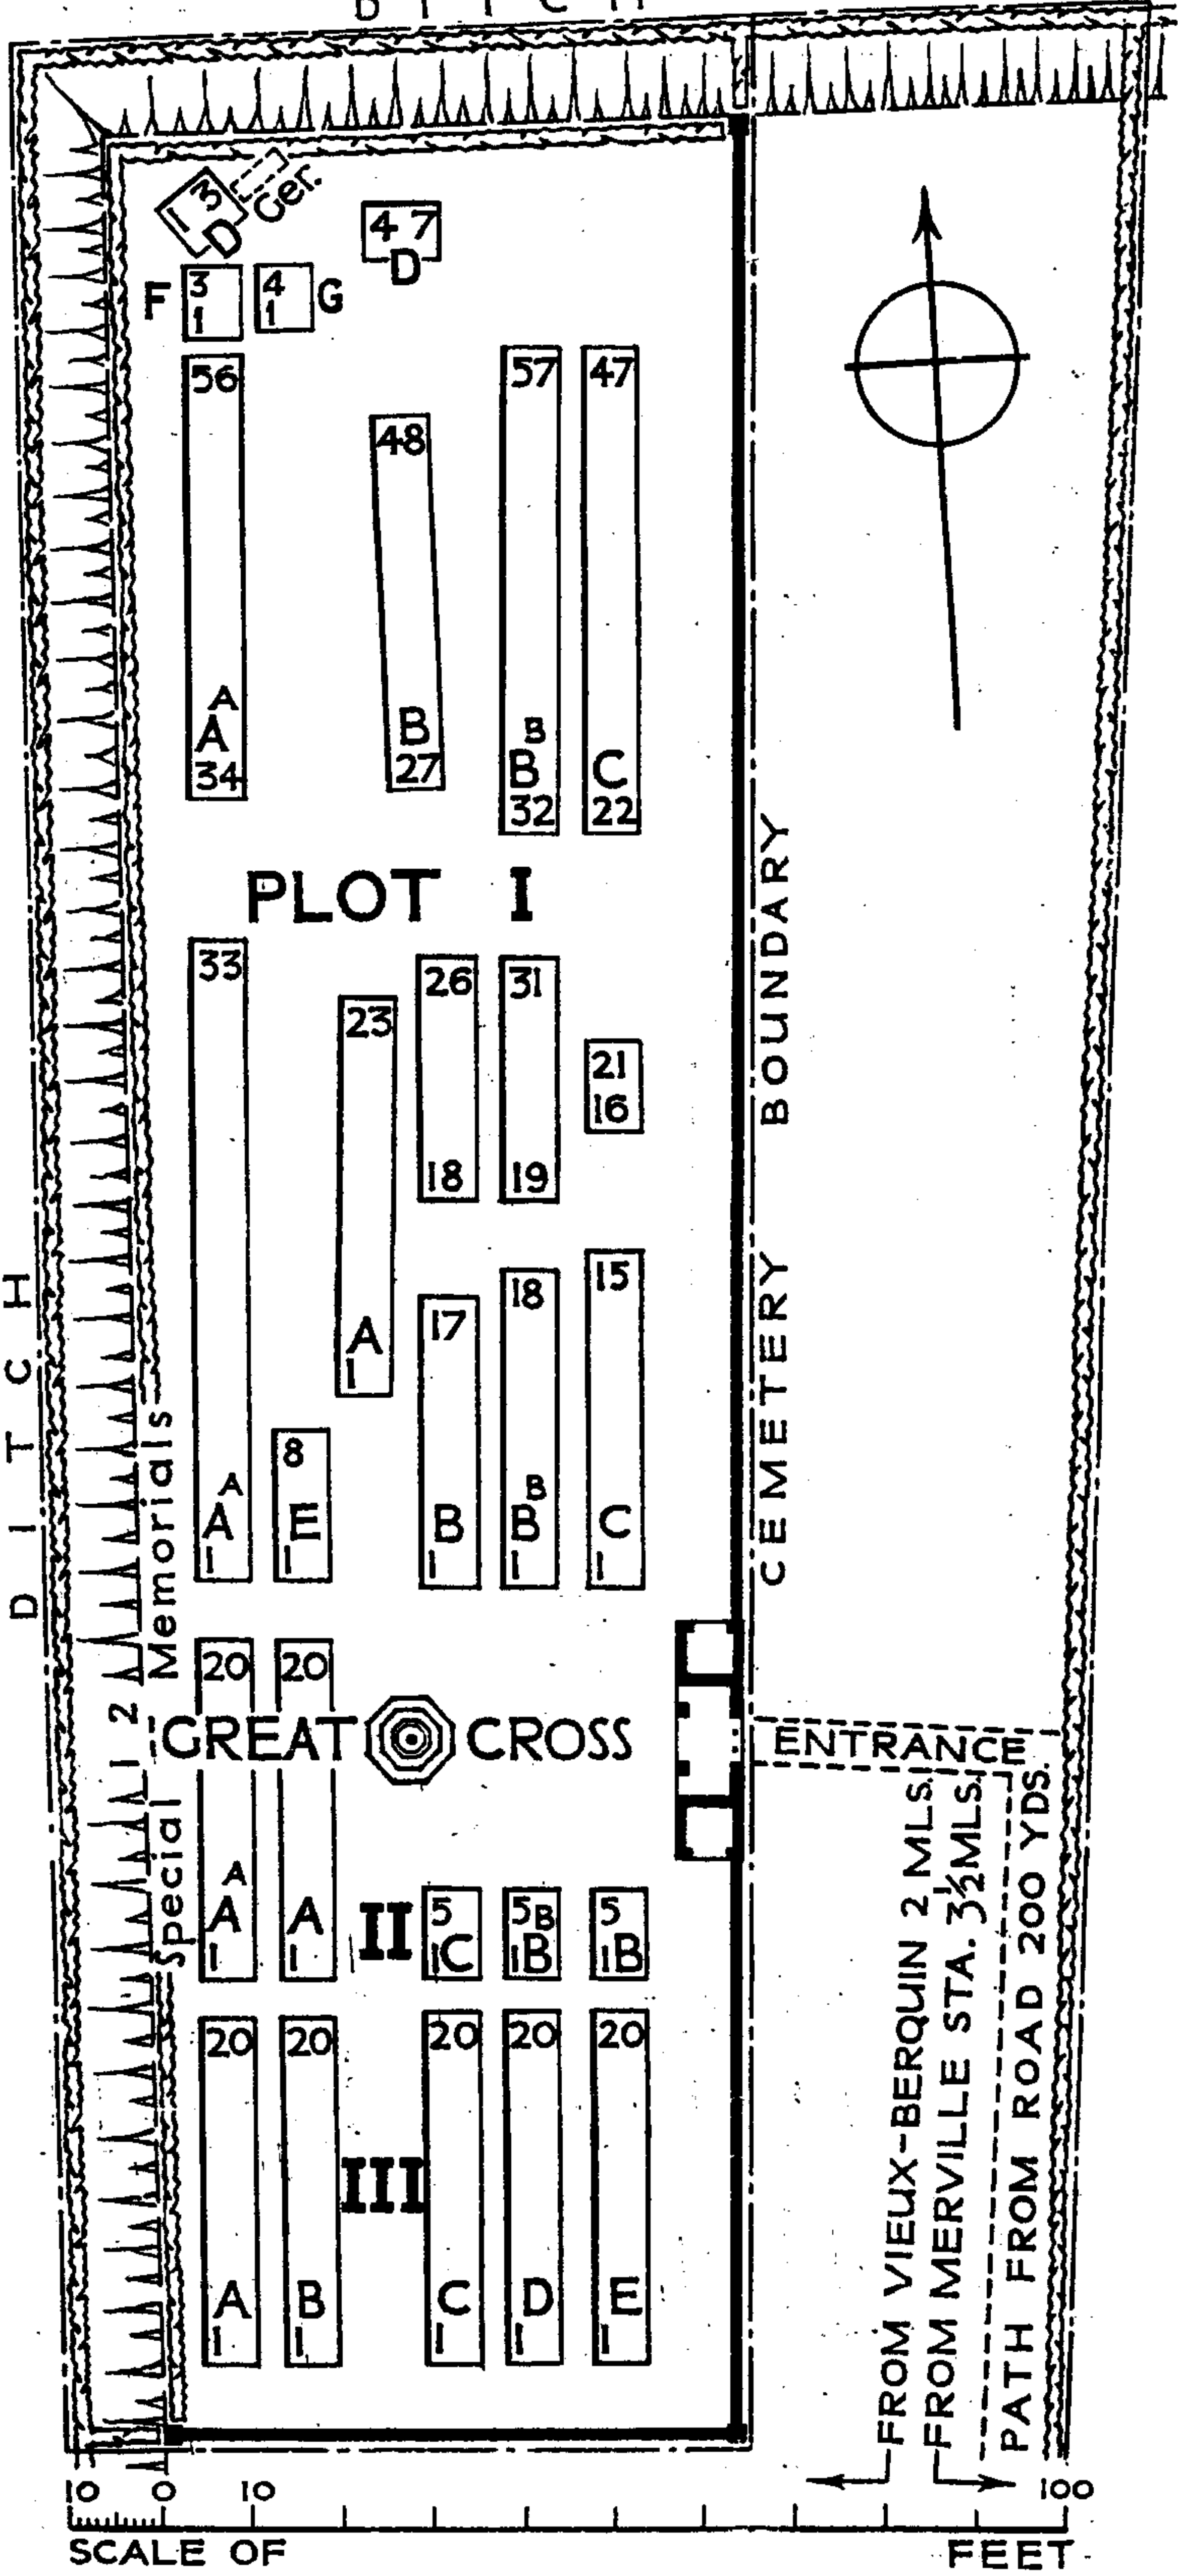 DITCH
1 3
D
Ger.
4 7
D
F
3
1
4
1
G
56
A
A
34
48
B
27
57
B
B
32
47
C
22
PLOT I
33
A
A
1
23
A
1
26
18
31
19
21
16
8
E
1
17
B
1
18
B
B
1
15
C
1
DITCH
CEMETERY BOUNDARY
Special Memorials
1 2
20
20
GREAT CROSS
ENTRANCE
A
A
1
A
1
II
5
1C
5B
1B
5
1B
20
A
1
20
B
1
III
20
C
1
20
D
1
20
E
1
FROM VIEUX-BERQUIN 2 MLS.
FROM MERVILLE STA. 3½ MLS.
PATH FROM ROAD 200 YDS.
10 0 10 100
SCALE OF FEET